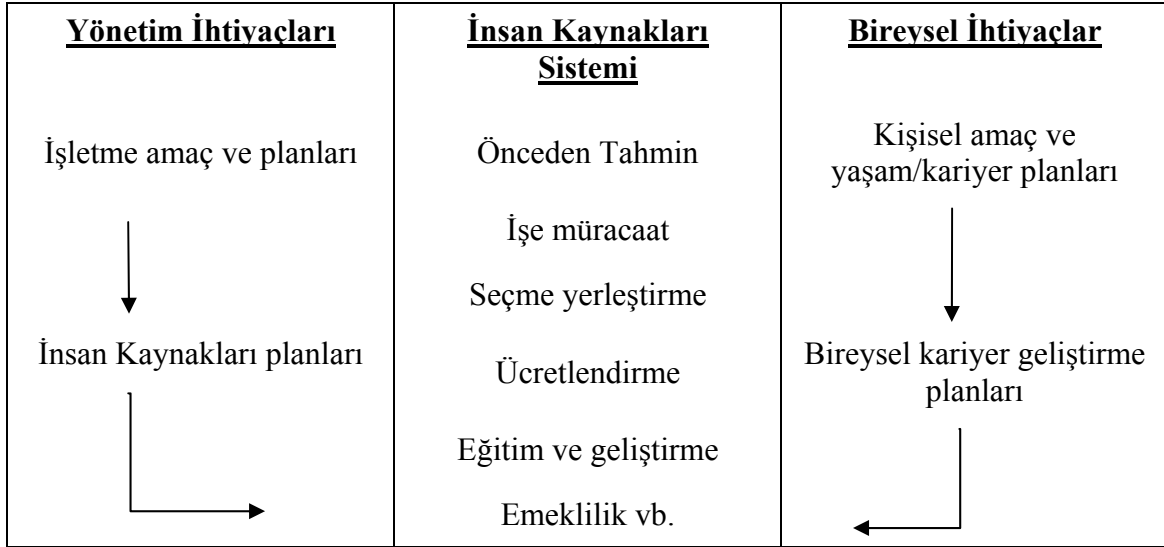 Yönetim İhtiyaçları
İşletme amaç ve planları
İnsan Kaynakları planları
İnsan Kaynakları
Sistemi
Önceden Tahmin
İşe müracaat
Seçme yerleştirme
Ücretlendirme
Eğitim ve geliştirme
Emeklilik vb.
Bireysel İhtiyaçlar
Kişisel amaç ve
yaşam/kariyer planları
Bireysel kariyer geliştirme
planları